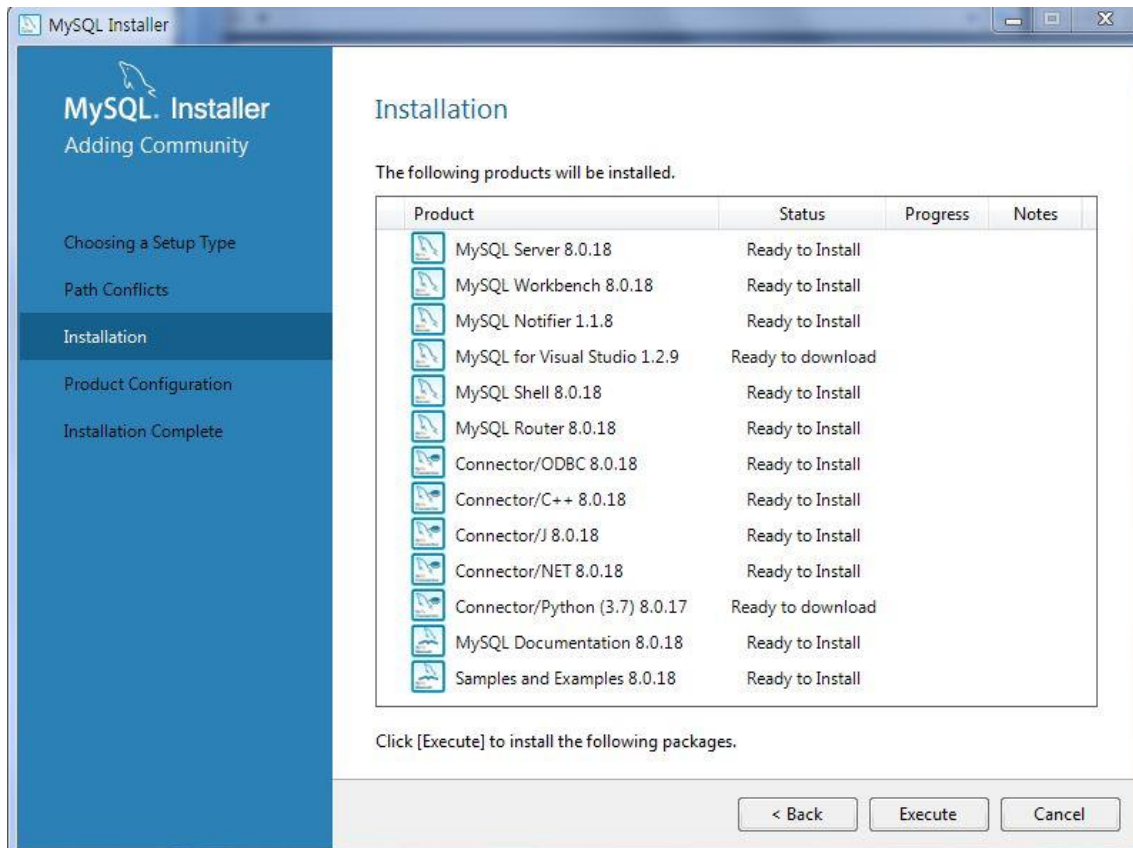 MySQL Installer
MySQL. Installer
Adding Community
Choosing a Setup Type
Path Conflicts
Installation
Product Configuration
Installation Complete
Installation
The following products will be installed.
Product Status Progress Notes
MySQL Server 8.0.18 Ready to Install
MySQL Workbench 8.0.18 Ready to Install
MySQL Notifier 1.1.8 Ready to Install
MySQL for Visual Studio 1.2.9 Ready to download
MySQL Shell 8.0.18 Ready to Install
MySQL Router 8.0.18 Ready to Install
Connector/ODBC 8.0.18 Ready to Install
Connector/C++ 8.0.18 Ready to Install
Connector/J 8.0.18 Ready to Install
Connector/NET 8.0.18 Ready to Install
Connector/Python (3.7) 8.0.17 Ready to download
MySQL Documentation 8.0.18 Ready to Install
Samples and Examples 8.0.18 Ready to Install
Click [Execute] to install the following packages.
< Back Execute Cancel